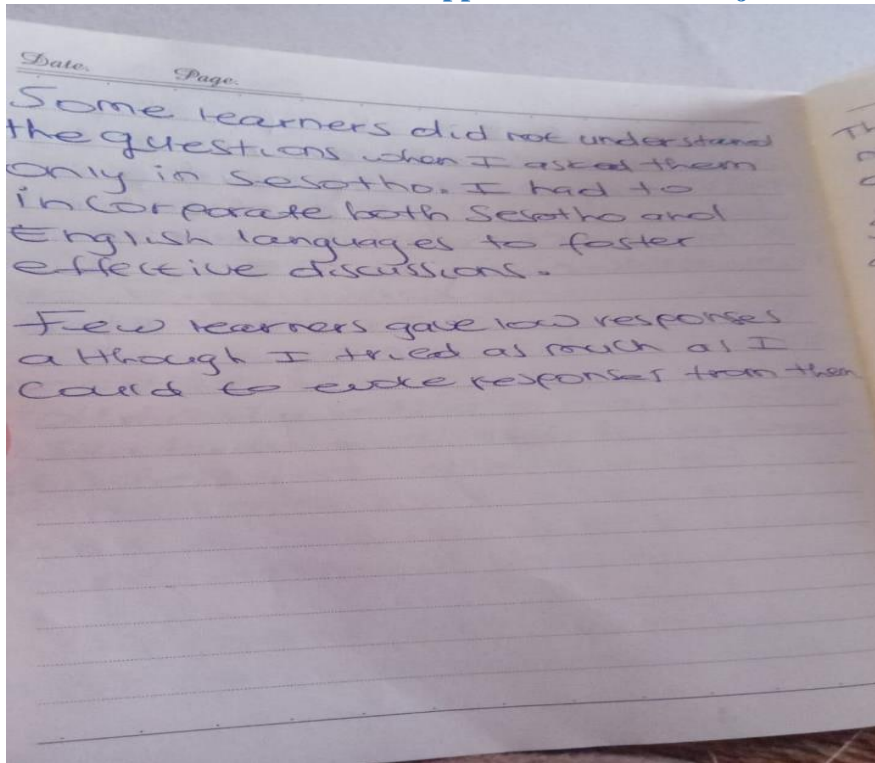 Date.
Page.
Some learners did not understand
the questions when I asked them
only in Sesotho. I had to
incorporate both Sesotho and
English languages to foster
effective discussions.
Few learners gave low responses
although I tried as much as I
could to evoke responses from them
Th